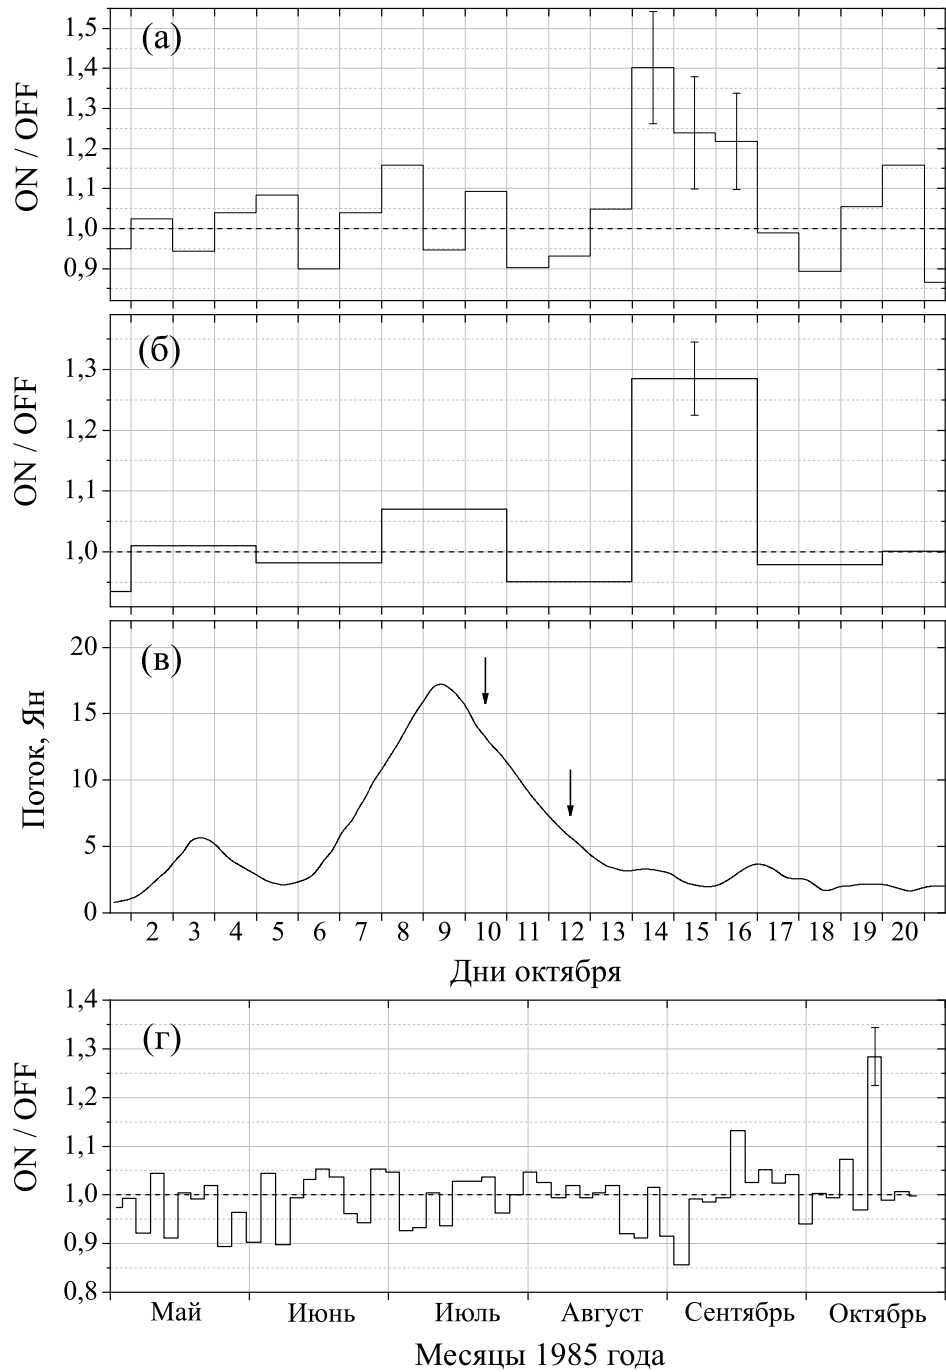 (а)
ON / OFF
1,5
1,4
1,3
1,2
1,1
1,0
0,9
(б)
ON / OFF
1,3
1,2
1,1
1,0
(в)
Поток, Ян
20
15
10
5
0
2 3 4 5 6 7 8 9 10 11 12 13 14 15 16 17 18 19 20
Дни октября
(г)
ON / OFF
1,4
1,3
1,2
1,1
1,0
0,9
0,8
Май Июнь Июль Август Сентябрь Октябрь
Месяцы 1985 года